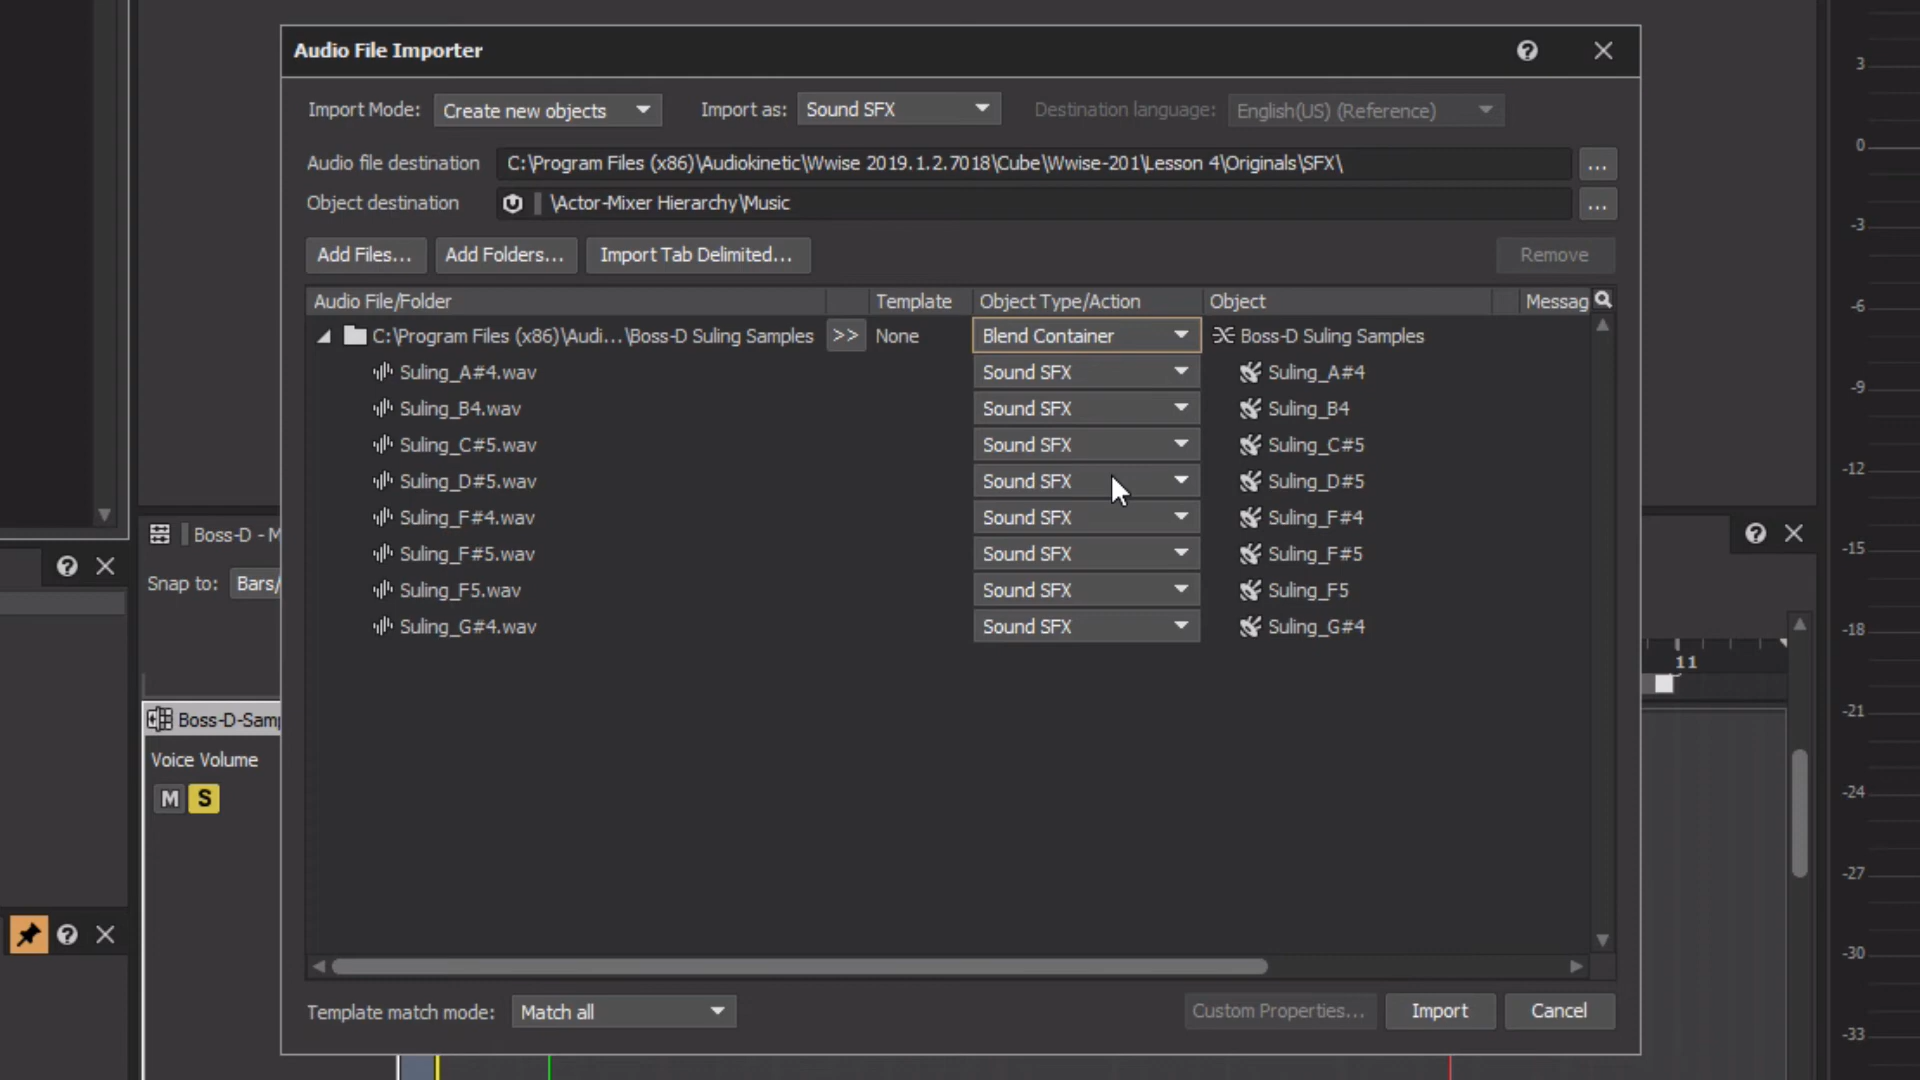 Audio File Importer
Import Mode: Create new objects Import as: Sound SFX Destination language: English(US) (Reference)
Audio file destination C:\Program Files (x86)\Audiokinetic\Wwise 2019.1.2.7018\Cube\Wwise-201\Lesson 4\Originals\SFX\ ...
Object destination \Actor-Mixer Hierarchy\Music ...
Add Files... Add Folders... Import Tab Delimited... Remove
Audio File/Folder Template Object Type/Action Object Messag
C:\Program Files (x86)\Audi...\Boss-D Suling Samples >> None Blend Container Boss-D Suling Samples
Suling_A#4.wav Sound SFX Suling_A#4
Suling_B4.wav Sound SFX Suling_B4
Suling_C#5.wav Sound SFX Suling_C#5
Suling_D#5.wav Sound SFX Suling_D#5
Suling_F#4.wav Sound SFX Suling_F#4
Suling_F#5.wav Sound SFX Suling_F#5
Suling_F5.wav Sound SFX Suling_F5
Suling_G#4.wav Sound SFX Suling_G#4
Template match mode: Match all Custom Properties... Import Cancel
Boss-D - M
Snap to: Bars/
Boss-D-Samp
Voice Volume
M S
11
3
0
-3
-6
-9
-12
-15
-18
-21
-24
-27
-30
-33